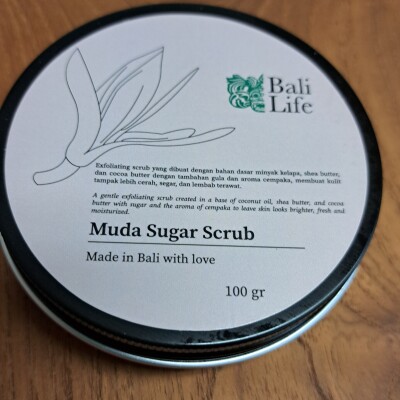 Bali
Life
Exfoliating scrub yang dibuat dengan bahan dasar minyak kelapa, shea butter,
dan cocoa butter dengan tambahan gula dan aroma cempaka, membuat kulit
tampak lebih cerah, segar, dan lembab terawat.
A gentle exfoliating scrub created in a base of coconut oil, shea butter, and cocoa
butter with sugar and the aroma of cempaka to leave skin looks brighter, fresh and
moisturized.
Muda Sugar Scrub
Made in Bali with love
100 gr